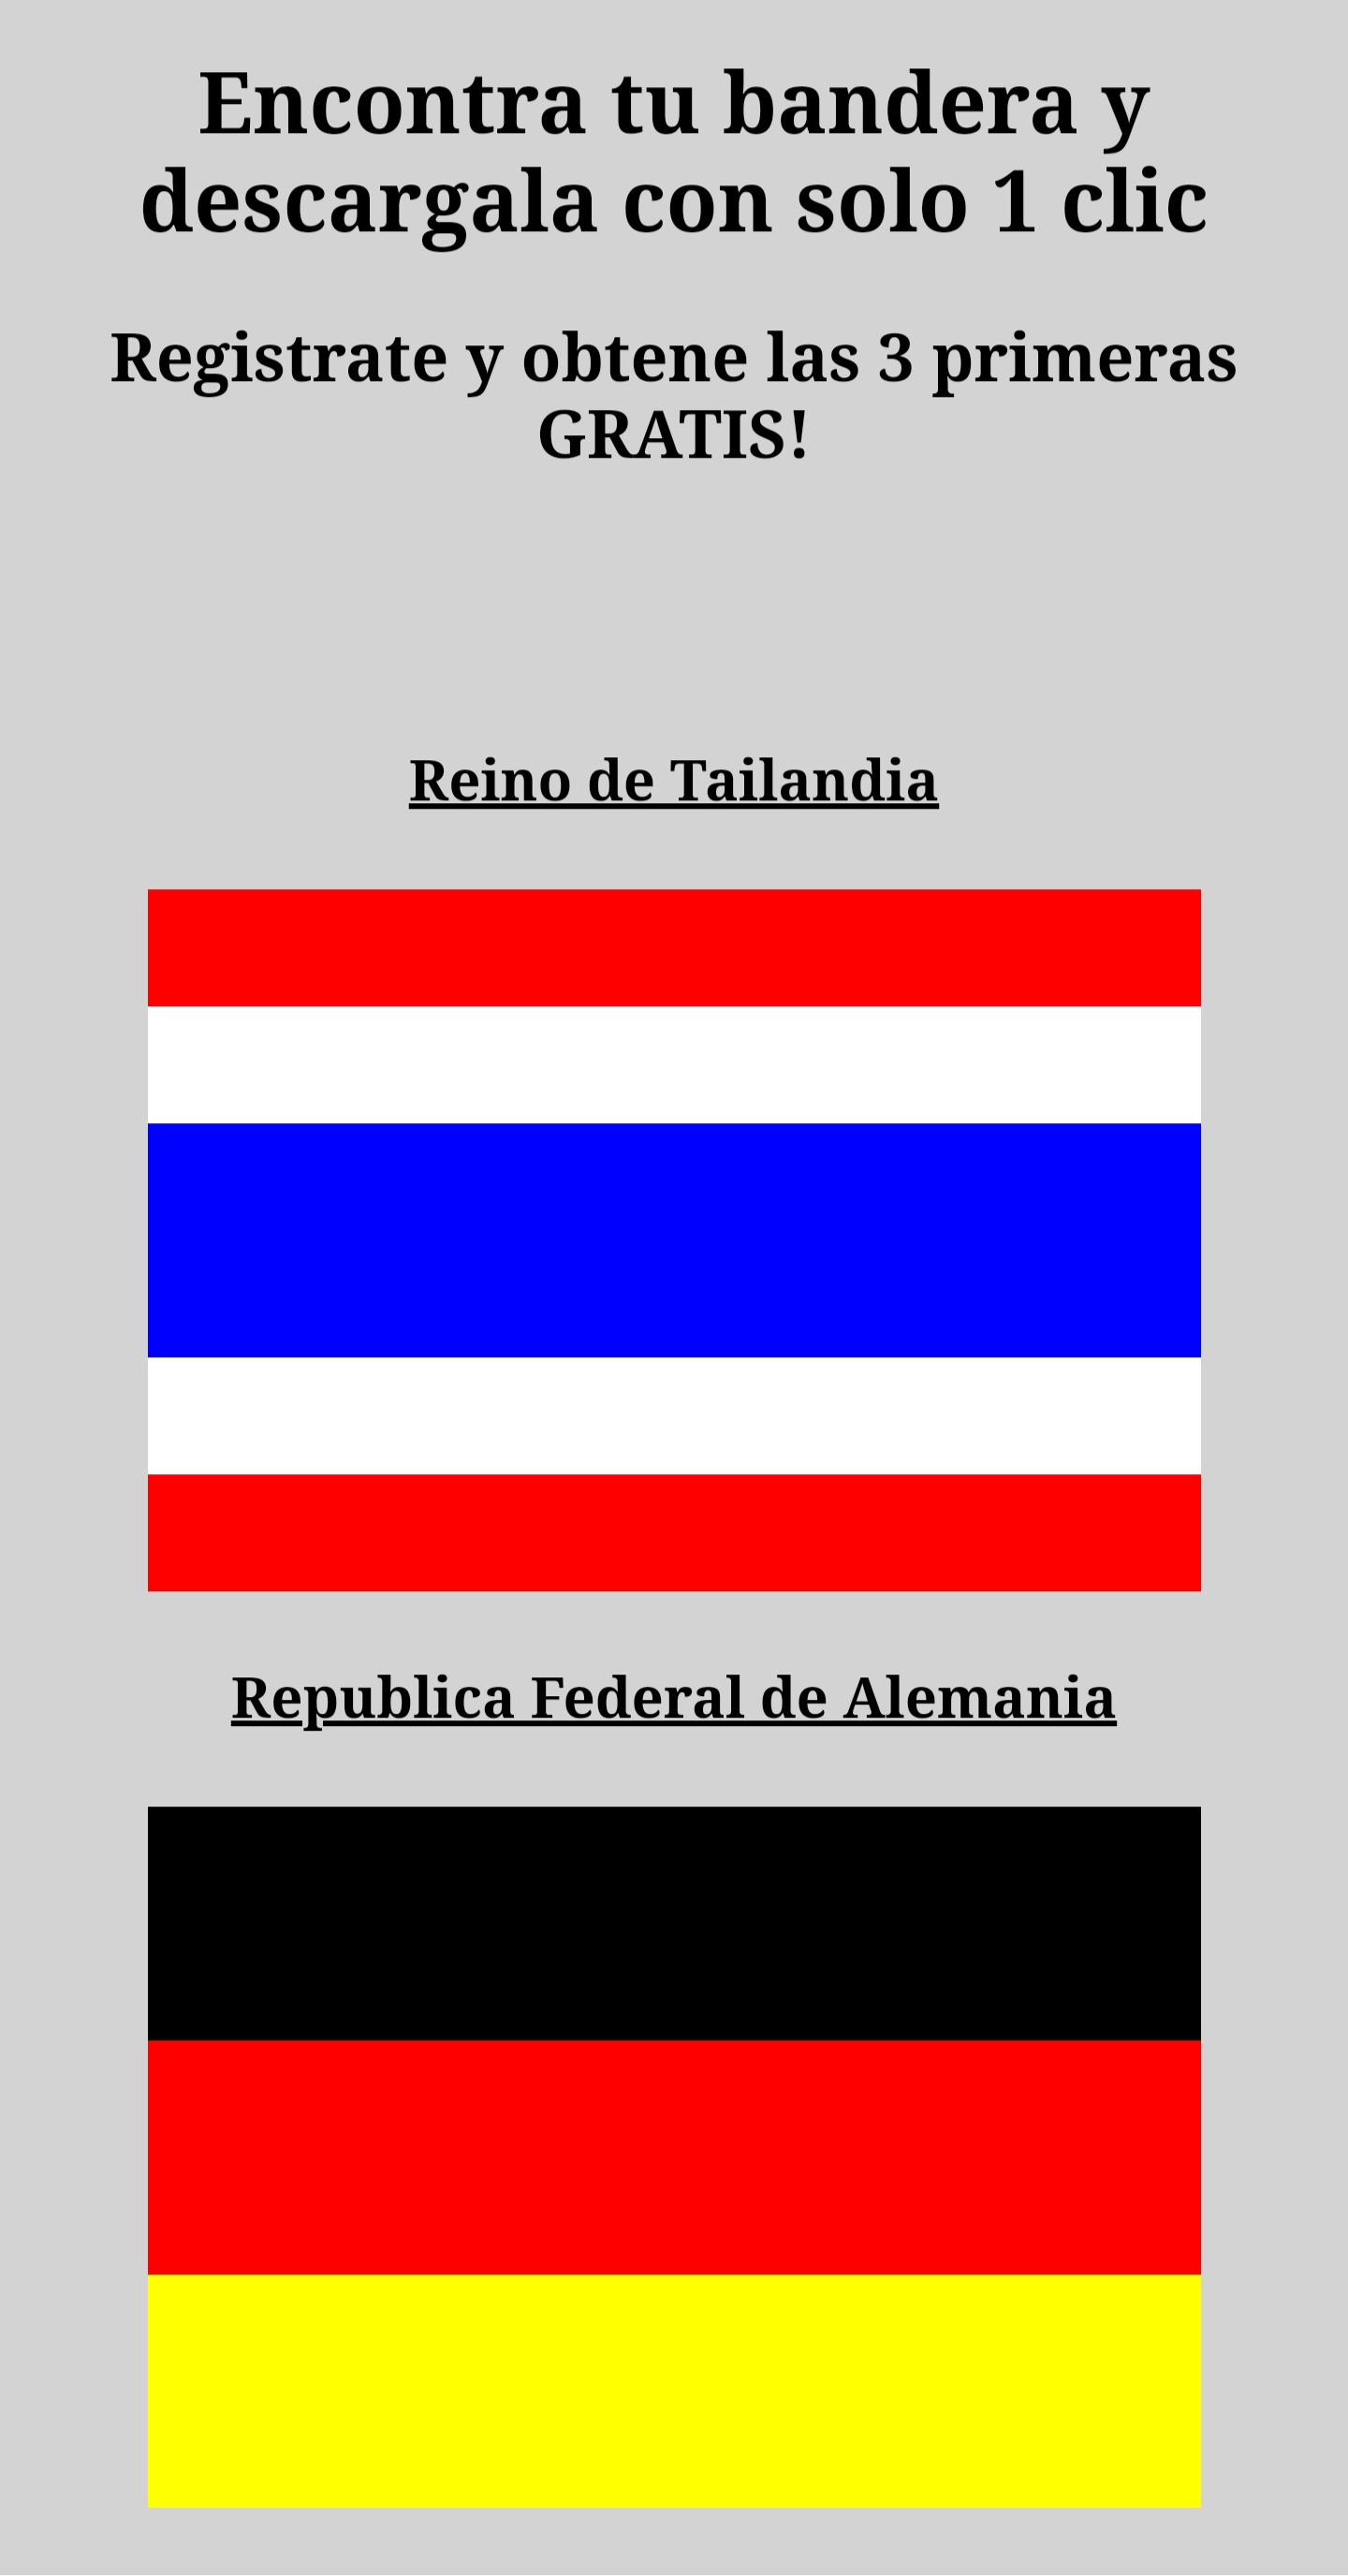 Encontra tu bandera y
descargala con solo 1 clic
Registrate y obtene las 3 primeras
GRATIS!
Reino de Tailandia
Republica Federal de Alemania